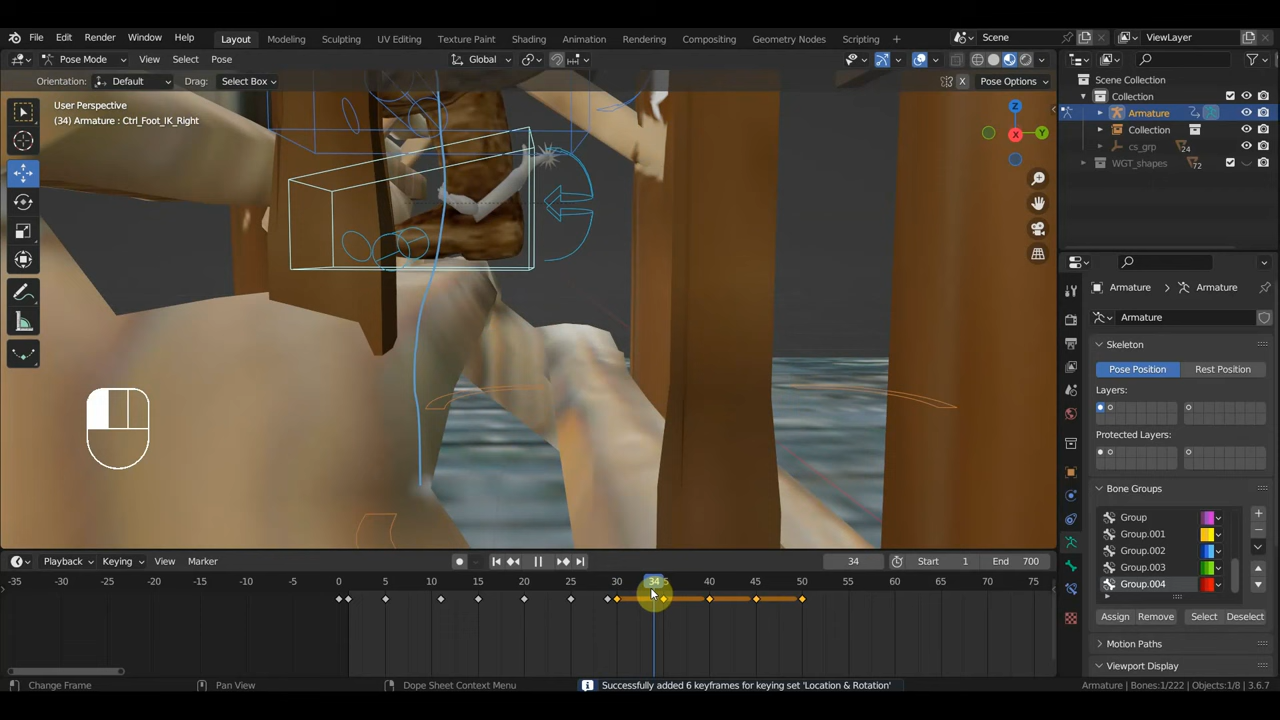 File Edit Render Window Help Layout Modeling Sculpting UV Editing Texture Paint Shading Animation Rendering Compositing Geometry Nodes Scripting + Scene ViewLayer
Pose Mode View Select Pose Global
Orientation: Default Drag: Select Box X Pose Options
User Perspective
(34) Armature : Ctrl_Foot_IK_Right
Z
Y
X
Scene Collection
Collection
Armature
Collection
cs_grp 24
WGT_shapes 72
Armature > Armature
Armature
Skeleton
Pose Position Rest Position
Layers:
Protected Layers:
Bone Groups
Group
Group.001
Group.002
Group.003
Group.004
Assign Remove Select Deselect
Motion Paths
Viewport Display
Playback Keying View Marker 34 Start 1 End 700
-35 -30 -25 -20 -15 -10 -5 0 5 10 15 20 25 30 34 35 40 45 50 55 60 65 70 75
Change Frame Pan View Dope Sheet Context Menu Successfully added 6 keyframes for keying set 'Location & Rotation' Armature | Bones:1/222 | Objects:1/8 | 3.6.7